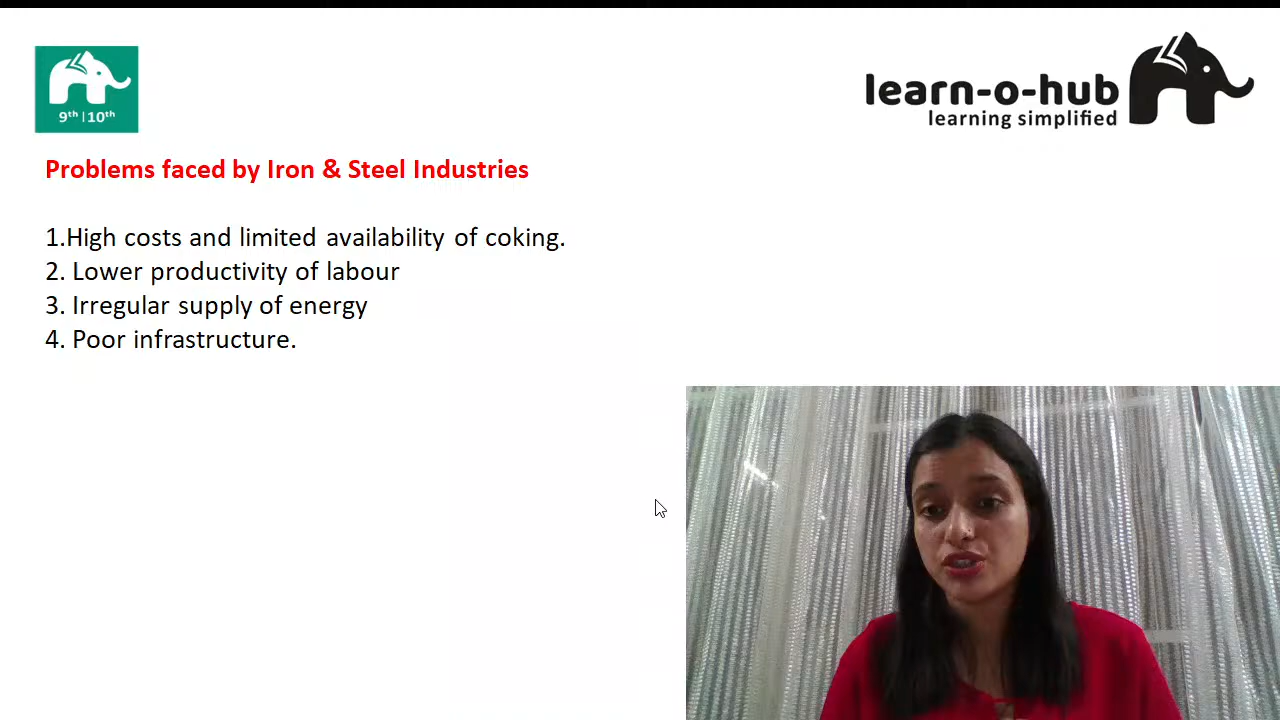 9th | 10th
learn-o-hub
learning simplified
Problems faced by Iron & Steel Industries
1.High costs and limited availability of coking.
2. Lower productivity of labour
3. Irregular supply of energy
4. Poor infrastructure.